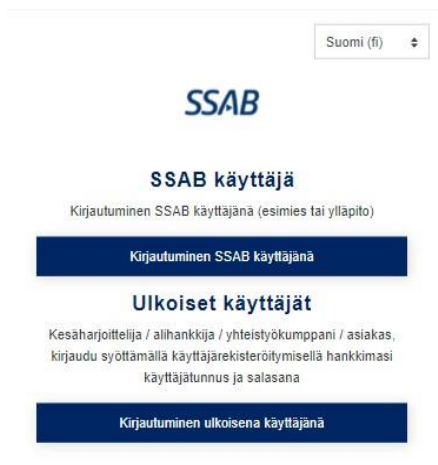 Suomi (fi)
SSAB
SSAB käyttäjä
Kirjautuminen SSAB käyttäjänä (esimies tai ylläpito)
Kirjautuminen SSAB käyttäjänä
Ulkoiset käyttäjät
Kesäharjoittelija / alihankkija / yhteistyökumppani / asiakas,
kirjaudu syöttämällä käyttäjärekisteröitymisellä hankkimasi
käyttäjätunnus ja salasana
Kirjautuminen ulkoisena käyttäjänä